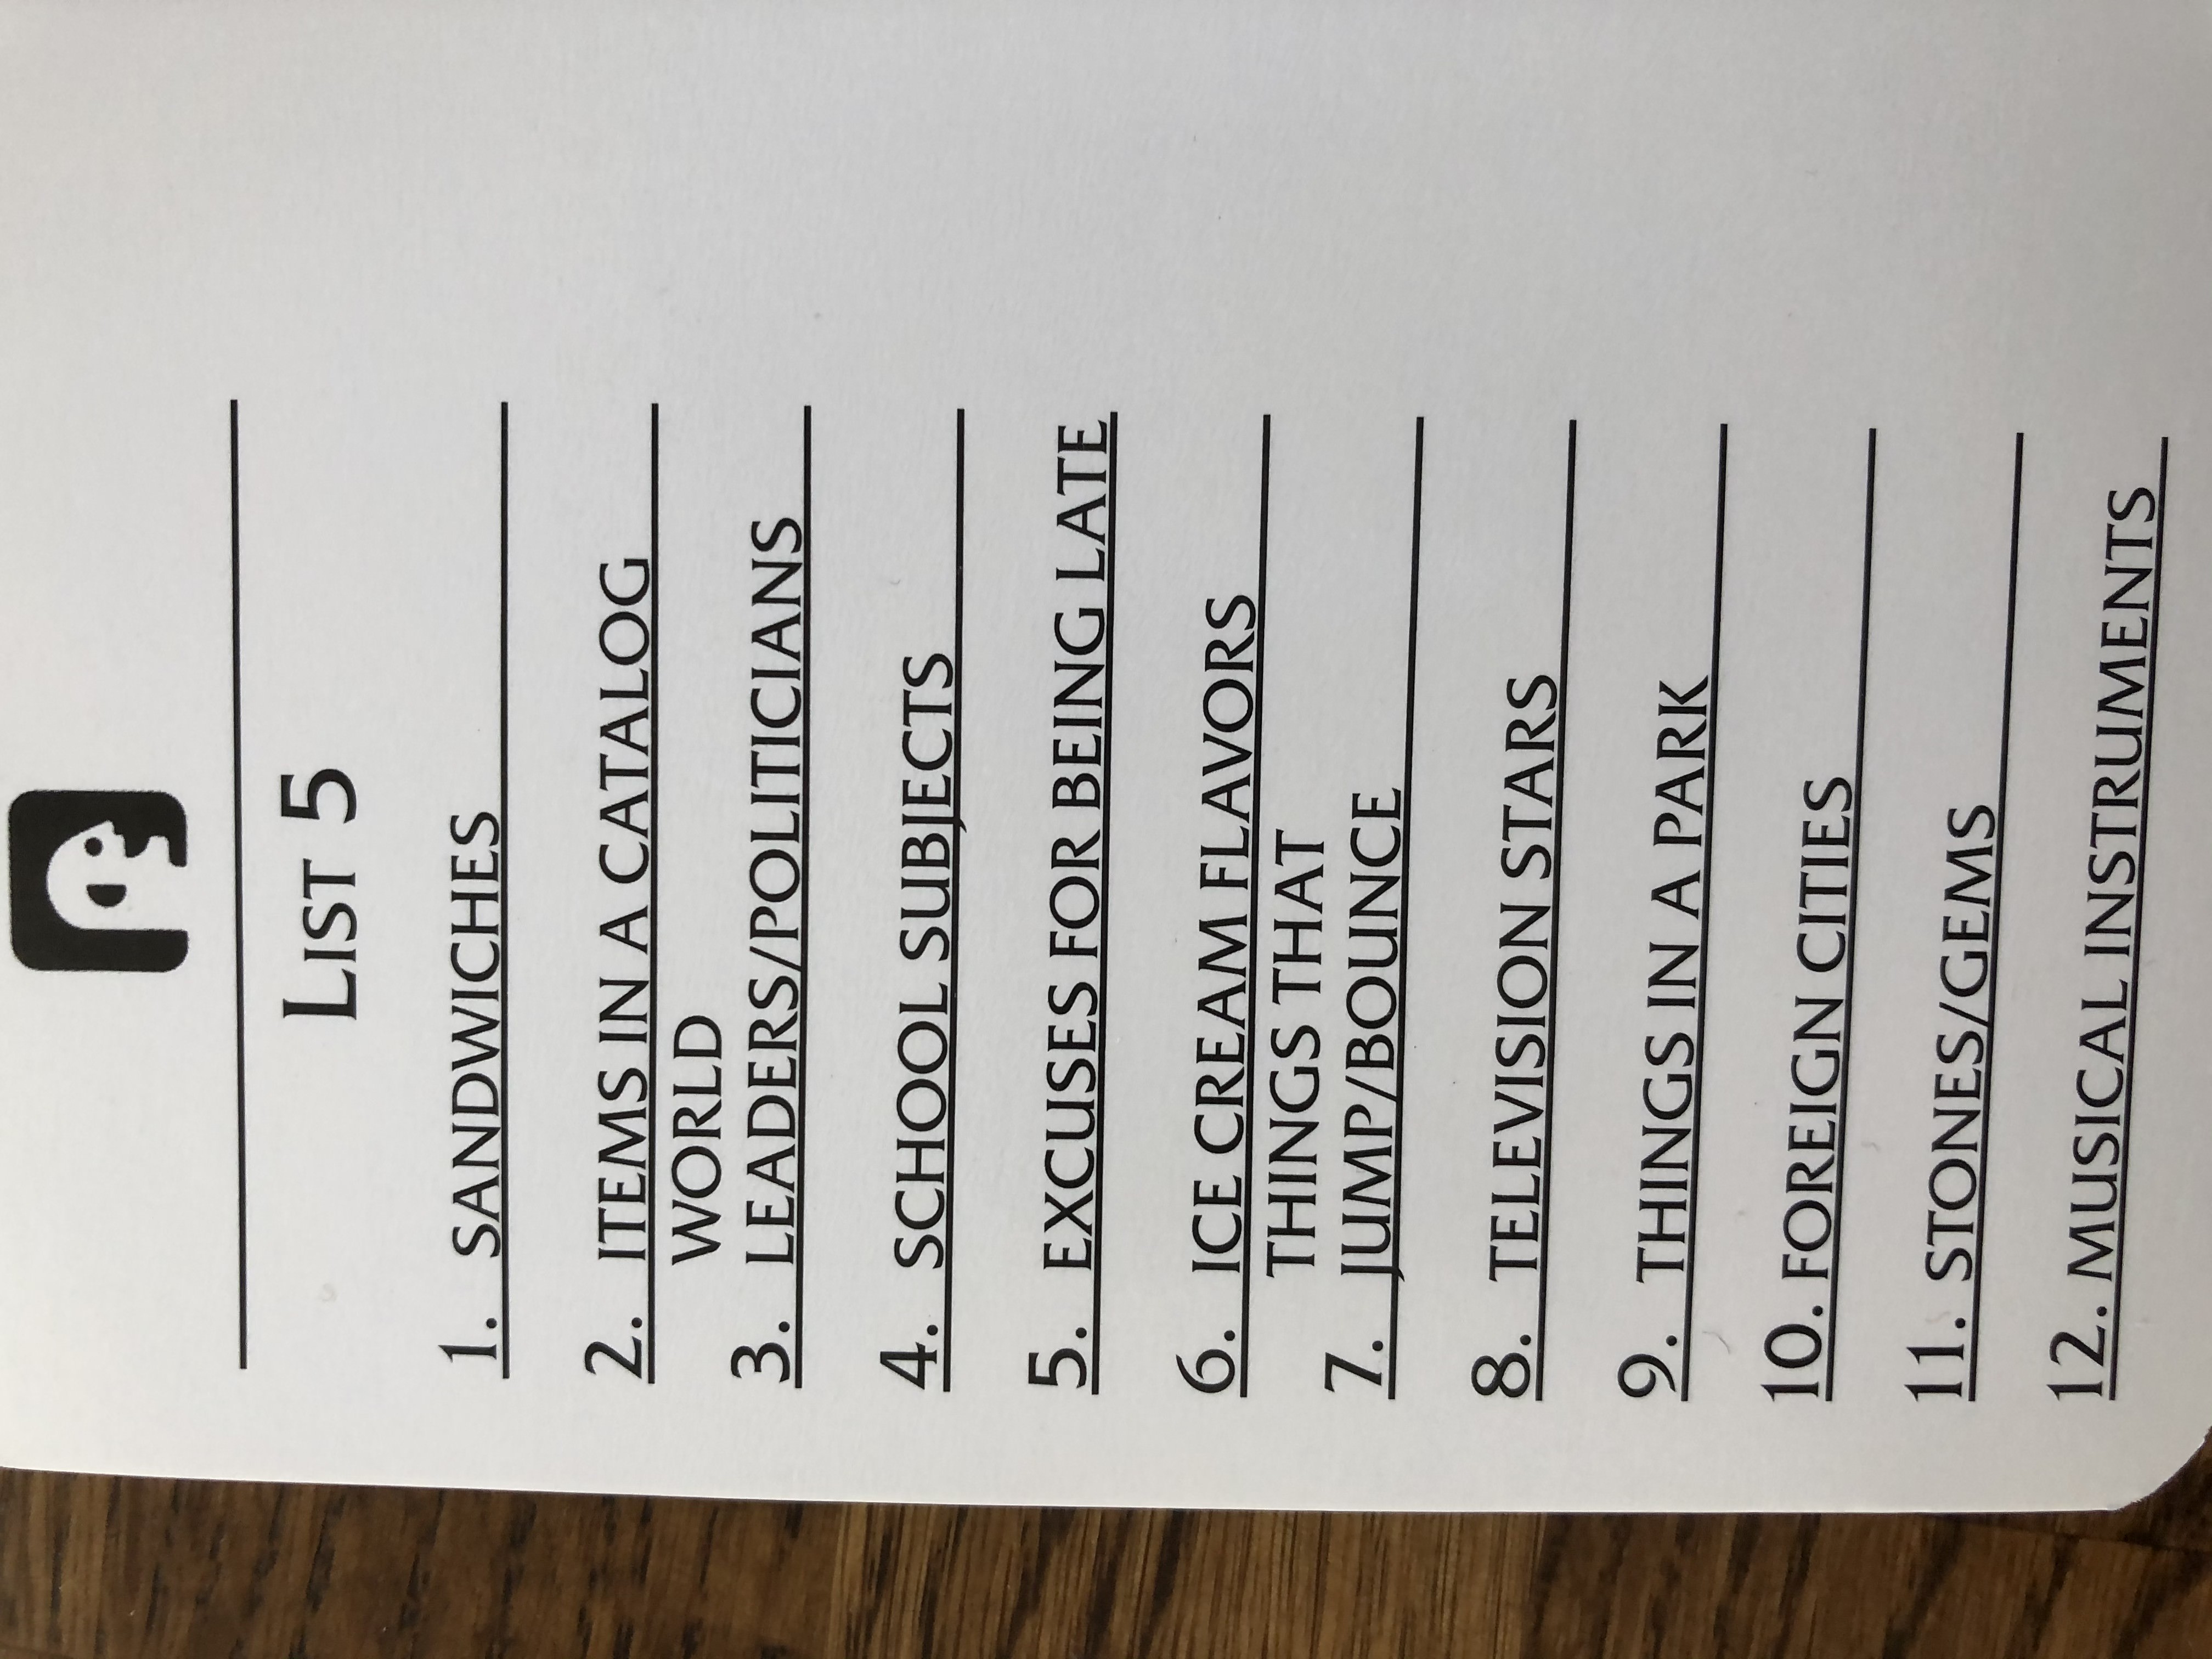 LIST 5
1. SANDWICHES
2. ITEMS IN A CATALOG
WORLD
3. LEADERS/POLITICIANS
4. SCHOOL SUBJECTS
5. EXCUSES FOR BEING LATE
6. ICE CREAM FLAVORS
THINGS THAT
7. JUMP/BOUNCE
8. TELEVISION STARS
9. THINGS IN A PARK
10. FOREIGN CITIES
11. STONES/GEMS
12. MUSICAL INSTRUMENTS